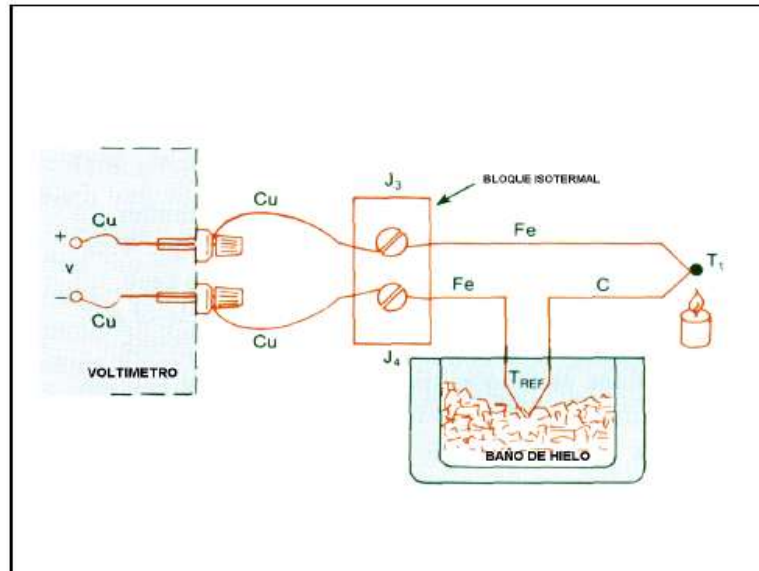 J3
BLOQUE ISOTERMAL
Cu
Cu
Fe
+
V
T1
−
Fe
C
Cu
Cu
J4
VOLTIMETRO
TREF
BAÑO DE HIELO